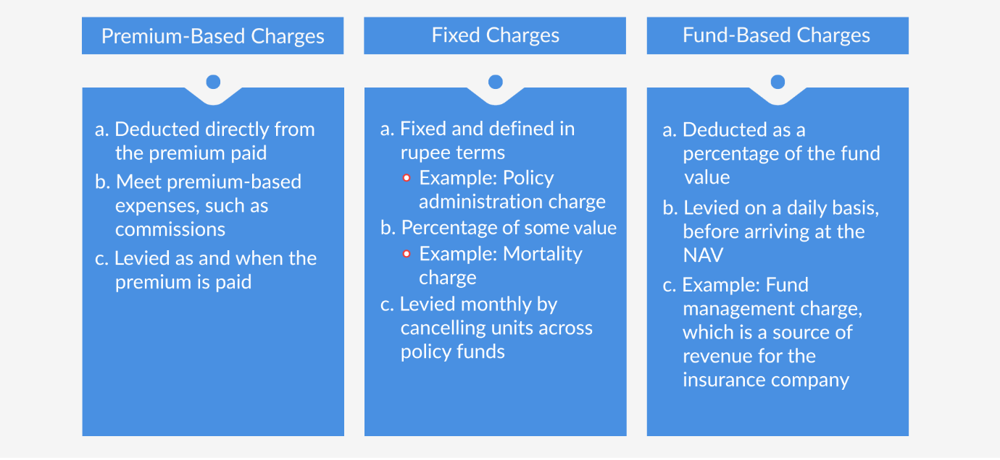 Premium-Based Charges
a. Deducted directly from
the premium paid
b. Meet premium-based
expenses, such as
commissions
c. Levied as and when the
premium is paid
Fixed Charges
a. Fixed and defined in
rupee terms
Example: Policy
administration charge
b. Percentage of some value
Example: Mortality
charge
c. Levied monthly by
cancelling units across
policy funds
Fund-Based Charges
a. Deducted as a
percentage of the fund
value
b. Levied on a daily basis,
before arriving at the
NAV
c. Example: Fund
management charge,
which is a source of
revenue for the
insurance company